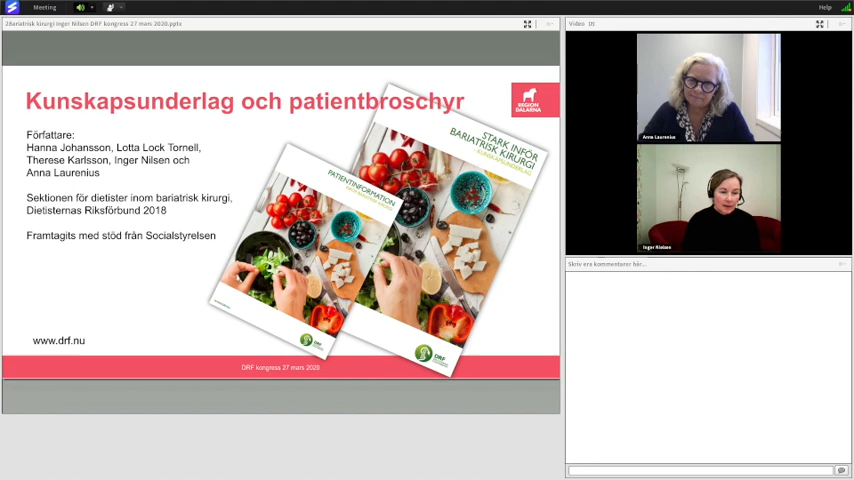 Meeting
Help
2Bariatrisk kirurgi Inger Nilsen DRF kongress 27 mars 2020.pptx
Video
Kunskapsunderlag och patientbroschyr
REGION
DALARNA
Författare:
Hanna Johansson, Lotta Lock Tornell,
Therese Karlsson, Inger Nilsen och
Anna Laurenius
Sektionen för dietister inom bariatrisk kirurgi,
Dietisternas Riksförbund 2018
Framtagits med stöd från Socialstyrelsen
www.drf.nu
STARK INFÖR
BARIATRISK KIRURGI
- KUNSKAPSUNDERLAG
PATIENTINFORMATION
DRF
DRF
DRF kongress 27 mars 2020
Anna Laurenius
Inger Nielsen
Skriv era kommentarer här...